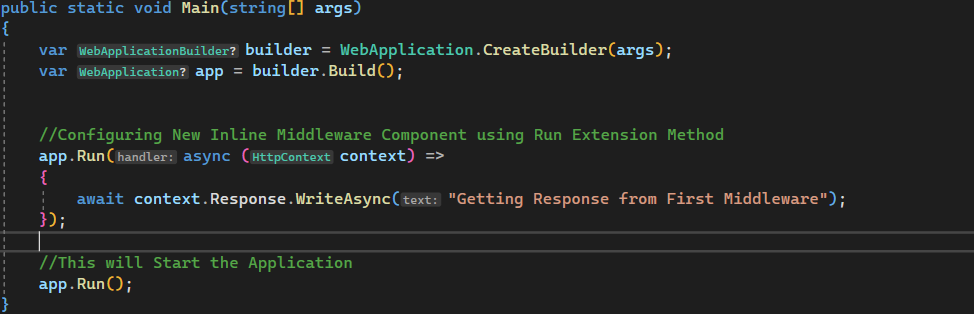 public static void Main(string[] args)
{
var WebApplicationBuilder? builder = WebApplication.CreateBuilder(args);
var WebApplication? app = builder.Build();
//Configuring New Inline Middleware Component using Run Extension Method
app.Run(handler: async (HttpContext context) =>
{
await context.Response.WriteAsync(text: "Getting Response from First Middleware");
});
//This will Start the Application
app.Run();
}